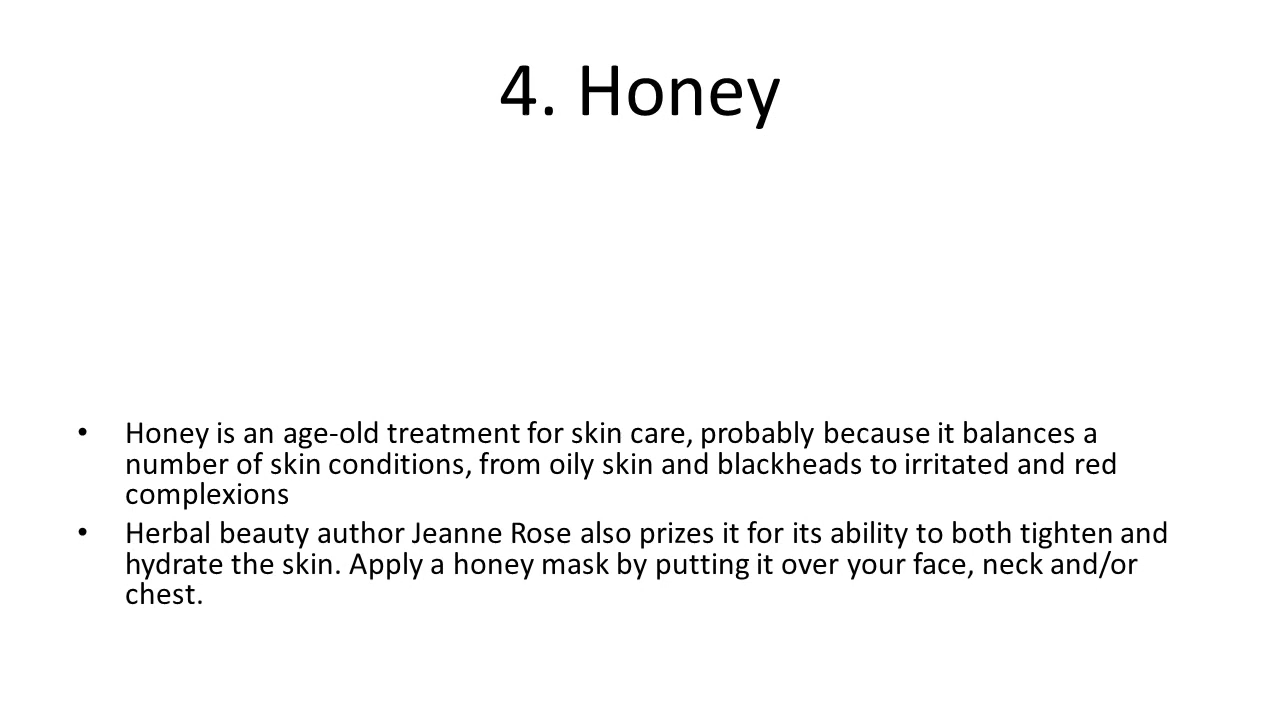 4. Honey
• Honey is an age-old treatment for skin care, probably because it balances a
number of skin conditions, from oily skin and blackheads to irritated and red
complexions
• Herbal beauty author Jeanne Rose also prizes it for its ability to both tighten and
hydrate the skin. Apply a honey mask by putting it over your face, neck and/or
chest.